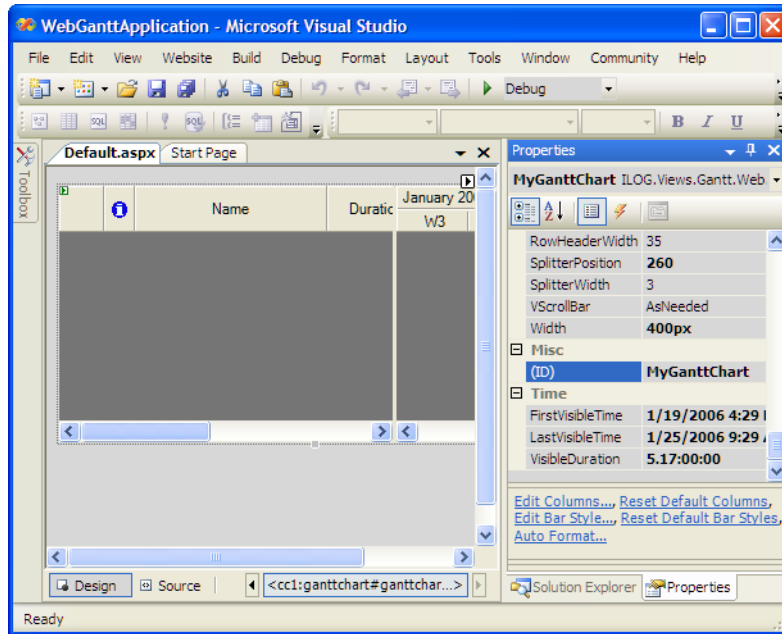 WebGanttApplication - Microsoft Visual Studio
File Edit View Website Build Debug Format Layout Tools Window Community Help
Debug
B I U
Toolbox
Default.aspx Start Page
Name Duratic January 20
W3
Design Source <cc1:ganttchart#ganttchar...>
Properties
MyGanttChart ILOG.Views.Gantt.Web
RowHeaderWidth 35
SplitterPosition 260
SplitterWidth 3
VScrollBar AsNeeded
Width 400px
Misc
(ID) MyGanttChart
Time
FirstVisibleTime 1/19/2006 4:29
LastVisibleTime 1/25/2006 9:29
VisibleDuration 5.17:00:00
Edit Columns..., Reset Default Columns,
Edit Bar Style..., Reset Default Bar Styles,
Auto Format...
Solution Explorer Properties
Ready